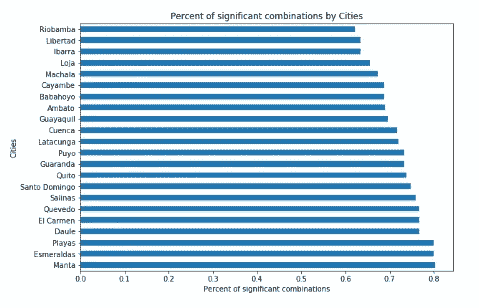 Percent of significant combinations by Cities
Riobamba
Libertad
Ibarra
Loja
Machala
Cayambe
Babahoyo
Ambato
Guayaquil
Cuenca
Latacunga
Puyo
Guaranda
Quito
Santo Domingo
Salinas
Quevedo
El Carmen
Daule
Playas
Esmeraldas
Manta
Cities
0.0 0.1 0.2 0.3 0.4 0.5 0.6 0.7 0.8
Percent of significant combinations